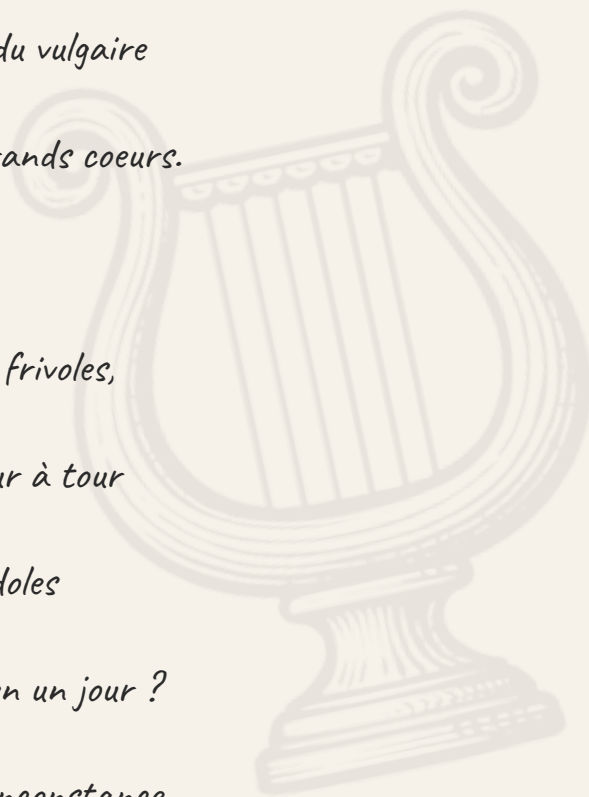 du vulgaire
ands coeurs.
frivoles,
à tour
doles
un jour ?